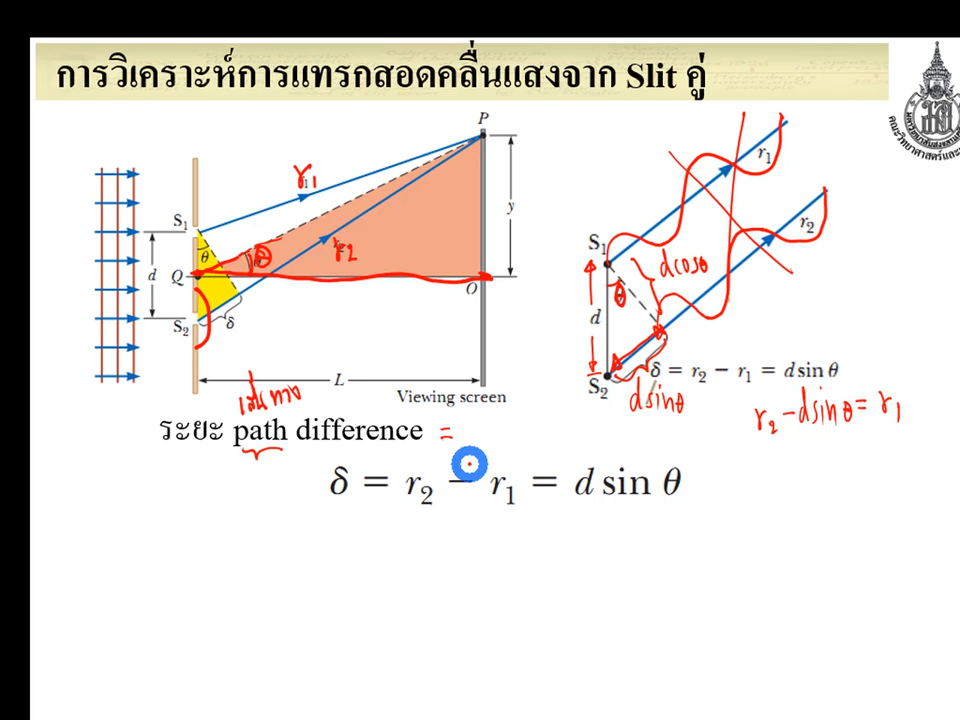 การวิเคราะห์การแทรกสอดคลื่นแสงจาก Slit คู่
P
r1
S1
θ
y
r2
θ
d
Q
O
S2
δ
L
Viewing screen
r1
r2
S1
d cosθ
θ
d
S2
δ = r2 − r1 = d sin θ
dsinθ
r2 - dsinθ = r1
เส้นทาง
ระยะ path difference =
δ = r2 − r1 = d sin θ